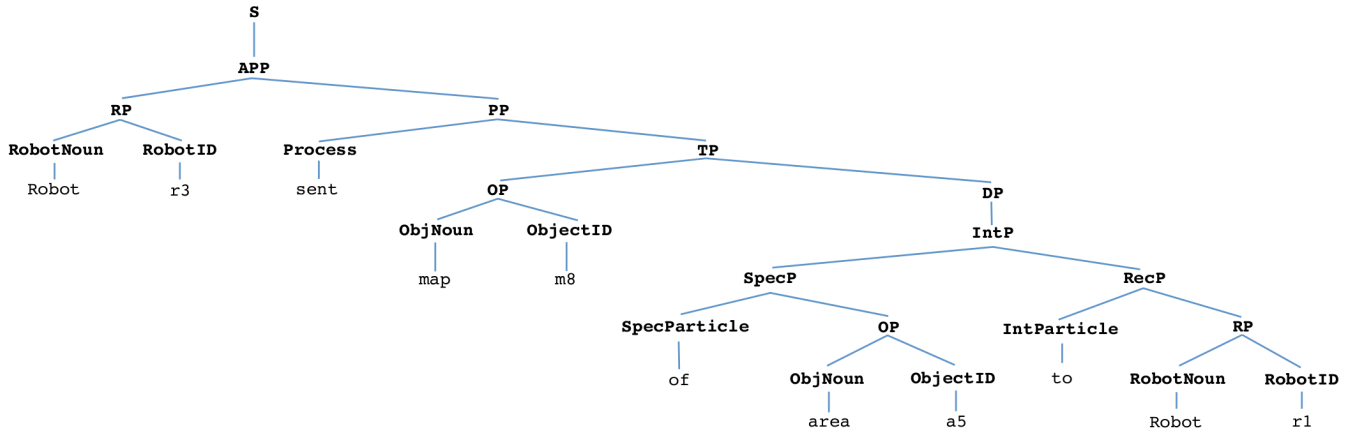 S
APP
RP PP
RobotNoun RobotID Process TP
Robot r3 sent OP DP
ObjNoun ObjectID IntP
map m8 SpecP RecP
SpecParticle OP IntParticle RP
of ObjNoun ObjectID to RobotNoun RobotID
area a5 Robot r1